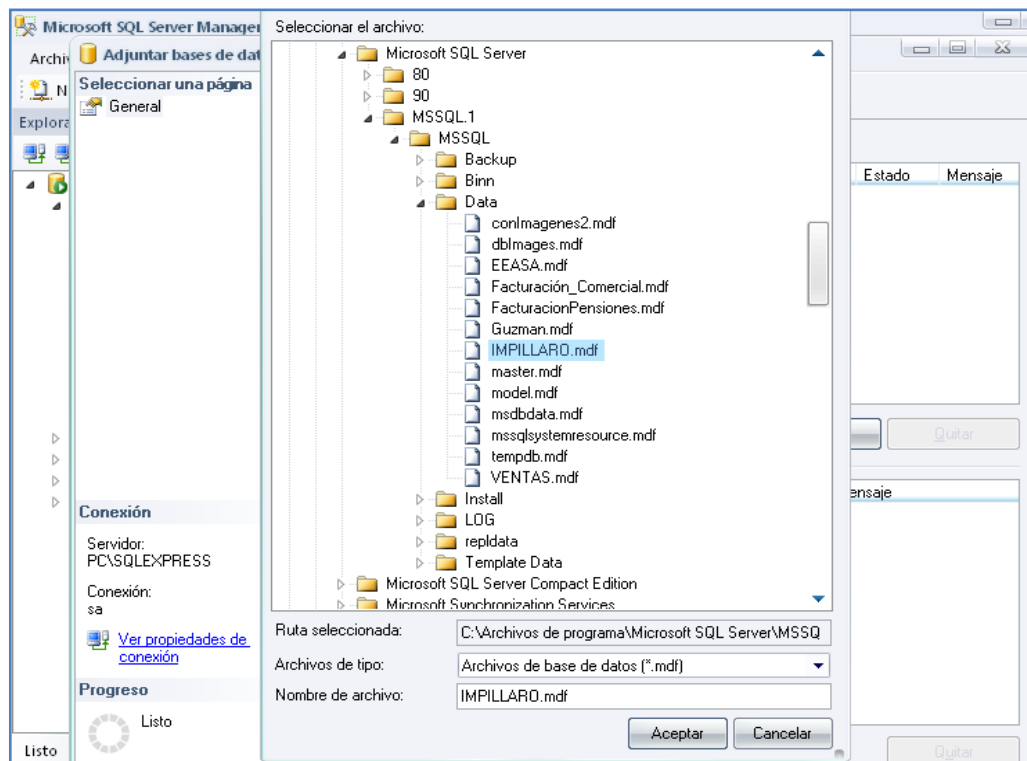 Microsoft SQL Server Manager
Seleccionar el archivo:
Archiv
Adjuntar bases de dat
N
Seleccionar una página
General
Explora
Microsoft SQL Server
80
90
MSSQL.1
MSSQL
Backup
Binn
Data
conImagenes2.mdf
dbImages.mdf
EEASA.mdf
Facturación_Comercial.mdf
FacturacionPensiones.mdf
Guzman.mdf
IMPILLARO.mdf
master.mdf
model.mdf
msdbdata.mdf
mssqlsystemresource.mdf
tempdb.mdf
VENTAS.mdf
Install
LOG
repldata
Template Data
Microsoft SQL Server Compact Edition
Microsoft Synchronization Services
Estado Mensaje
Quitar
ensaje
Conexión
Servidor:
PC\SQLEXPRESS
Conexión:
sa
Ver propiedades de
conexión
Progreso
Listo
Ruta seleccionada: C:\Archivos de programa\Microsoft SQL Server\MSSQ
Archivos de tipo: Archivos de base de datos (*.mdf)
Nombre de archivo: IMPILLARO.mdf
Aceptar Cancelar
Listo
Quitar